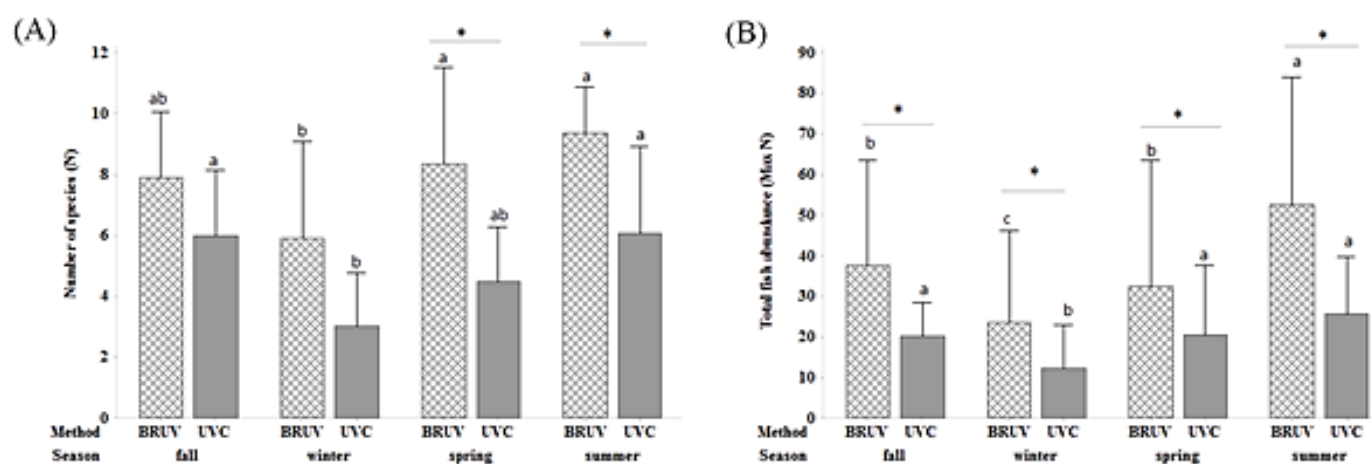 (A)
Number of species (N)
12
10
8
6
4
2
0
ab
a
b
b
*
a
ab
*
a
a
Method BRUV UVC BRUV UVC BRUV UVC BRUV UVC
Season fall winter spring summer
(B)
Total fish abundance (Max N)
90
80
70
60
50
40
30
20
10
0
*
b
a
*
c
b
*
b
a
*
a
a
Method BRUV UVC BRUV UVC BRUV UVC BRUV UVC
Season fall winter spring summer